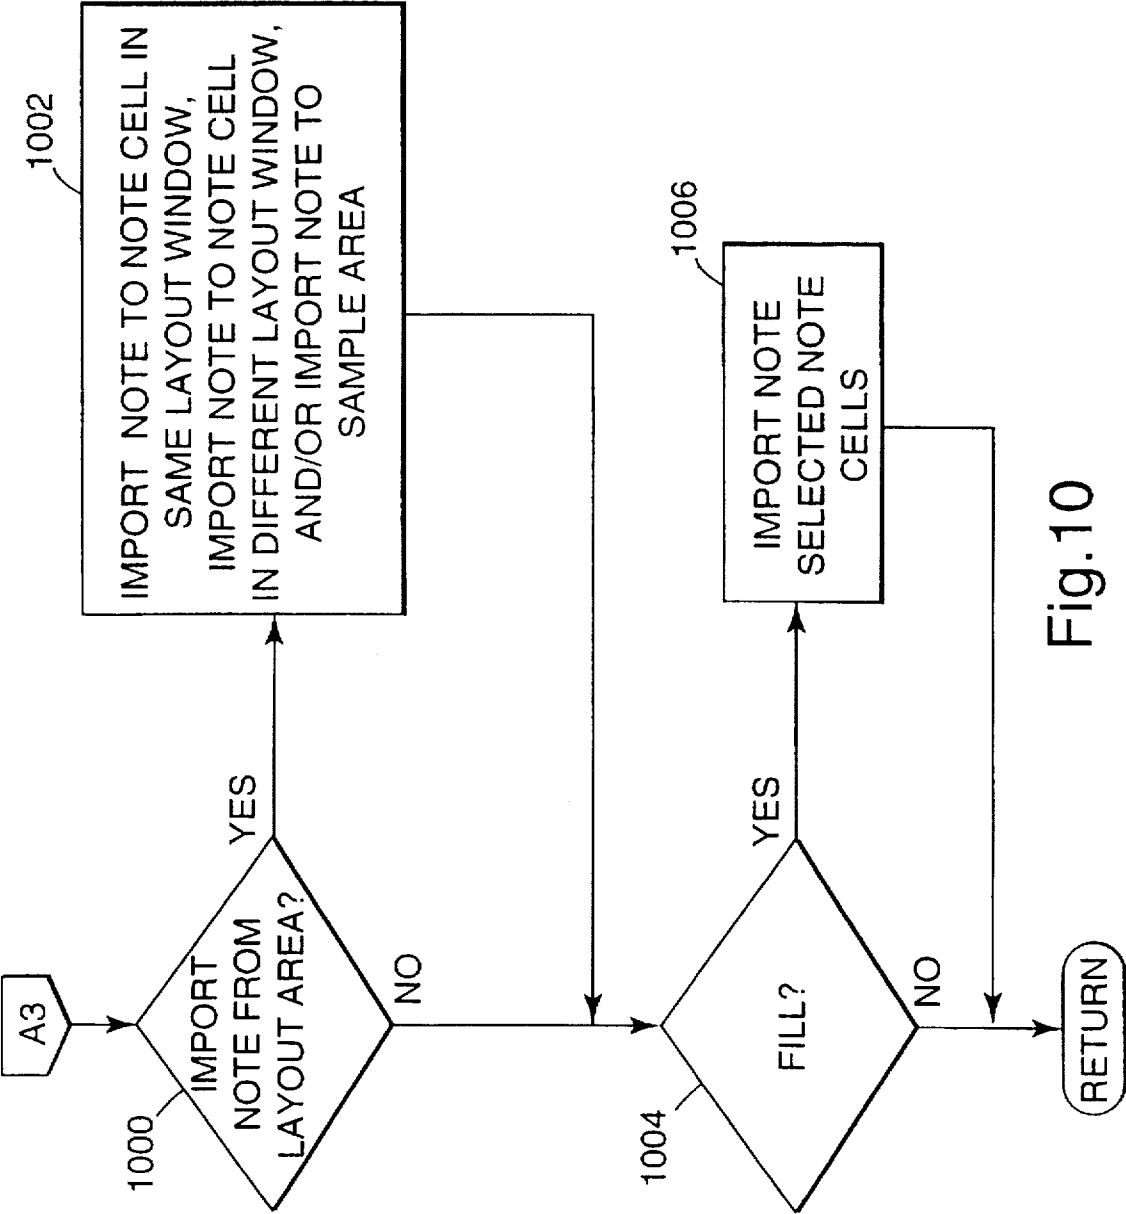 A3
1000
IMPORT
NOTE FROM
LAYOUT AREA?
YES
NO
1002
IMPORT NOTE TO NOTE CELL IN
SAME LAYOUT WINDOW,
IMPORT NOTE TO NOTE CELL
IN DIFFERENT LAYOUT WINDOW,
AND/OR IMPORT NOTE TO
SAMPLE AREA
1004
FILL?
YES
NO
1006
IMPORT NOTE
SELECTED NOTE
CELLS
RETURN
Fig.10